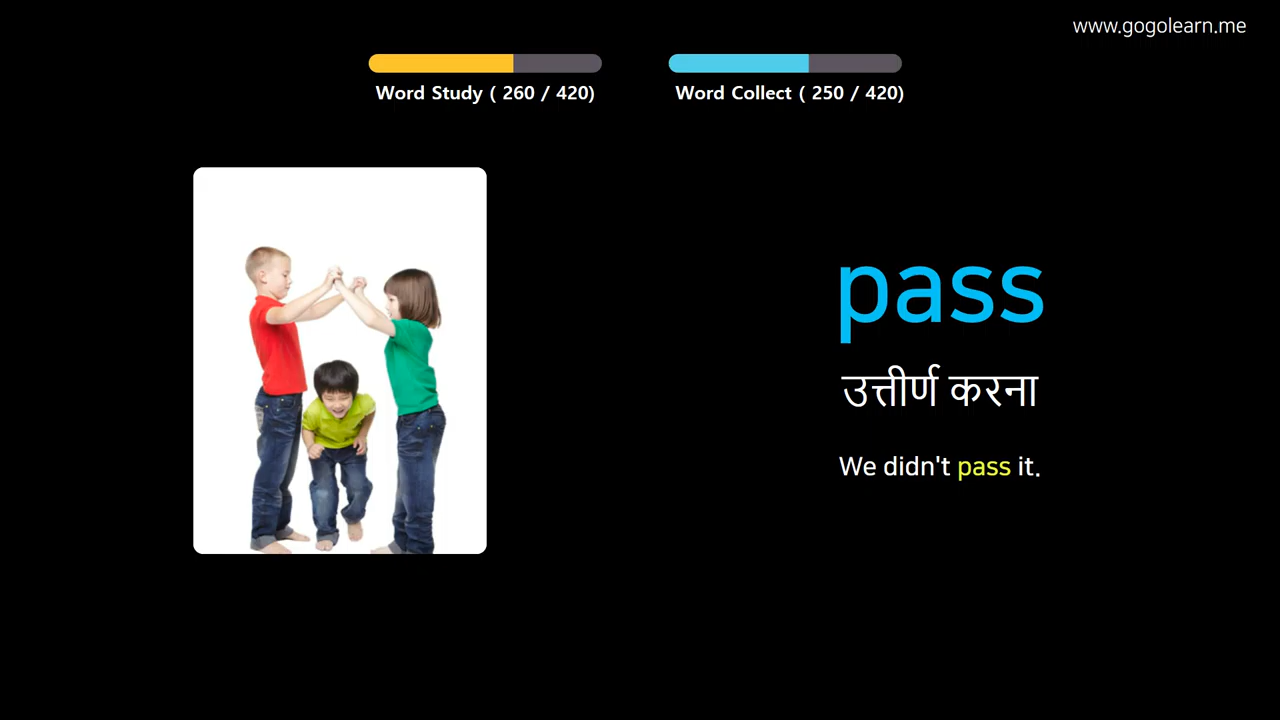 www.gogolearn.me
Word Study ( 260 / 420)
Word Collect ( 250 / 420)
pass
उत्तीर्ण करना
We didn't pass it.